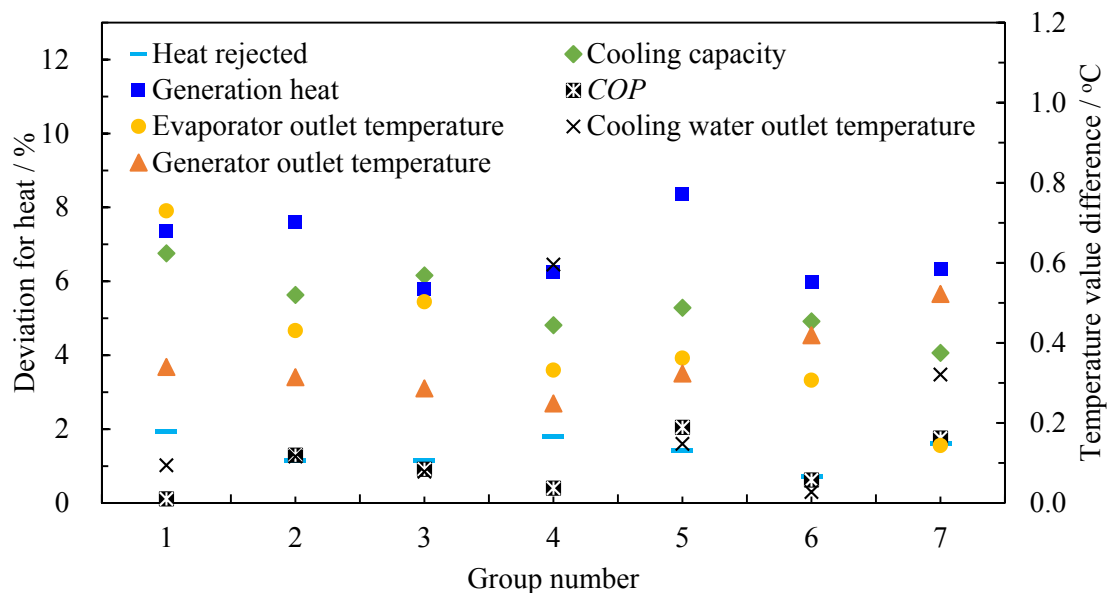 Deviation for heat / %
12
10
8
6
4
2
0
Heat rejected
Cooling capacity
Generation heat
COP
Evaporator outlet temperature
Cooling water outlet temperature
Generator outlet temperature
1.2
1.0
0.8
0.6
0.4
0.2
0.0
Temperature value difference / ºC
1 2 3 4 5 6 7
Group number